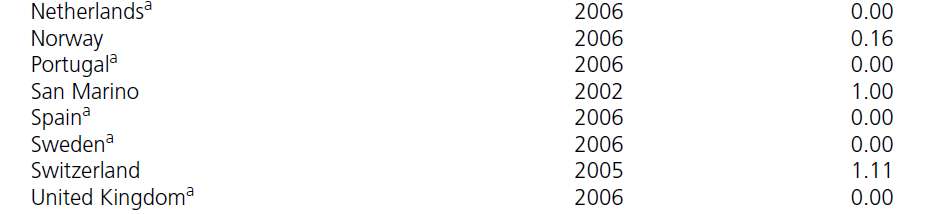 Netherlandsᵃ 2006 0.00
Norway 2006 0.16
Portugalᵃ 2006 0.00
San Marino 2002 1.00
Spainᵃ 2006 0.00
Swedenᵃ 2006 0.00
Switzerland 2005 1.11
United Kingdomᵃ 2006 0.00